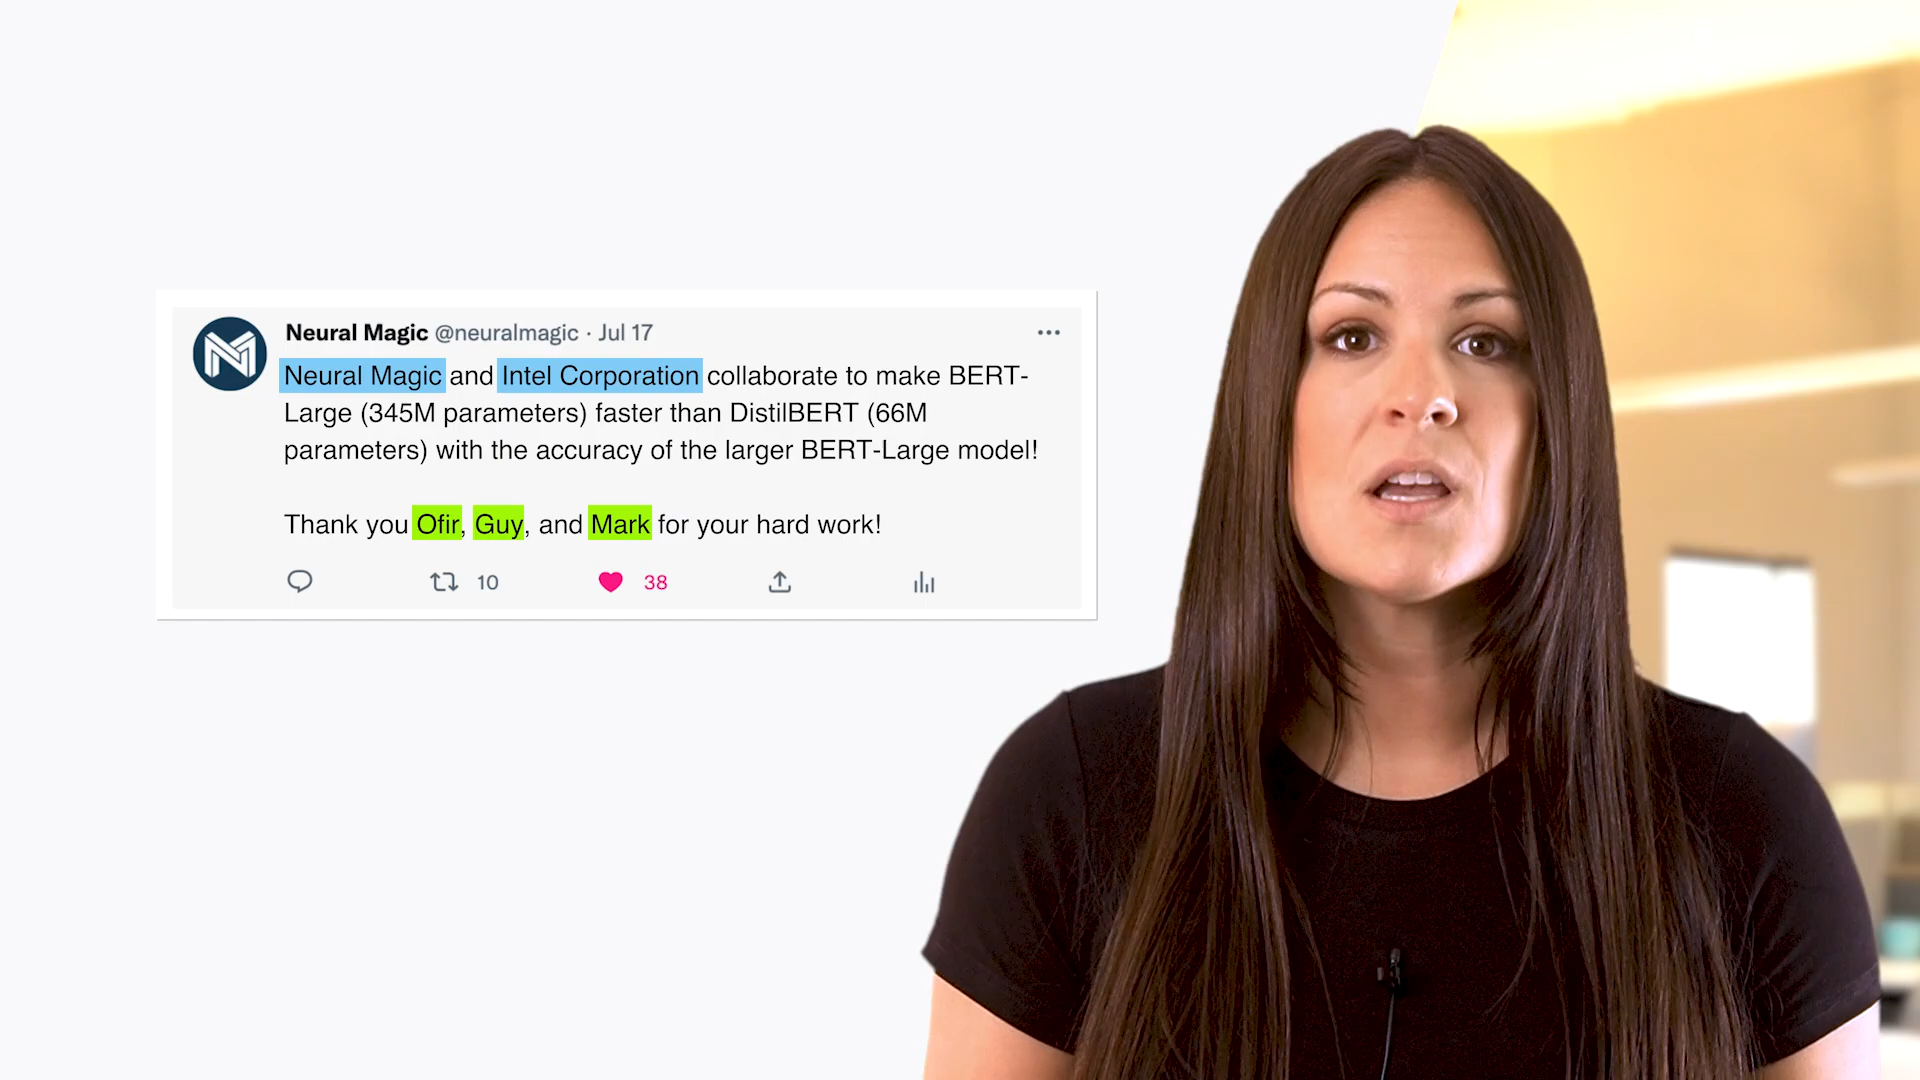 Neural Magic @neuralmagic · Jul 17
Neural Magic and Intel Corporation collaborate to make BERT-
Large (345M parameters) faster than DistilBERT (66M
parameters) with the accuracy of the larger BERT-Large model!
Thank you Ofir, Guy, and Mark for your hard work!
10
38